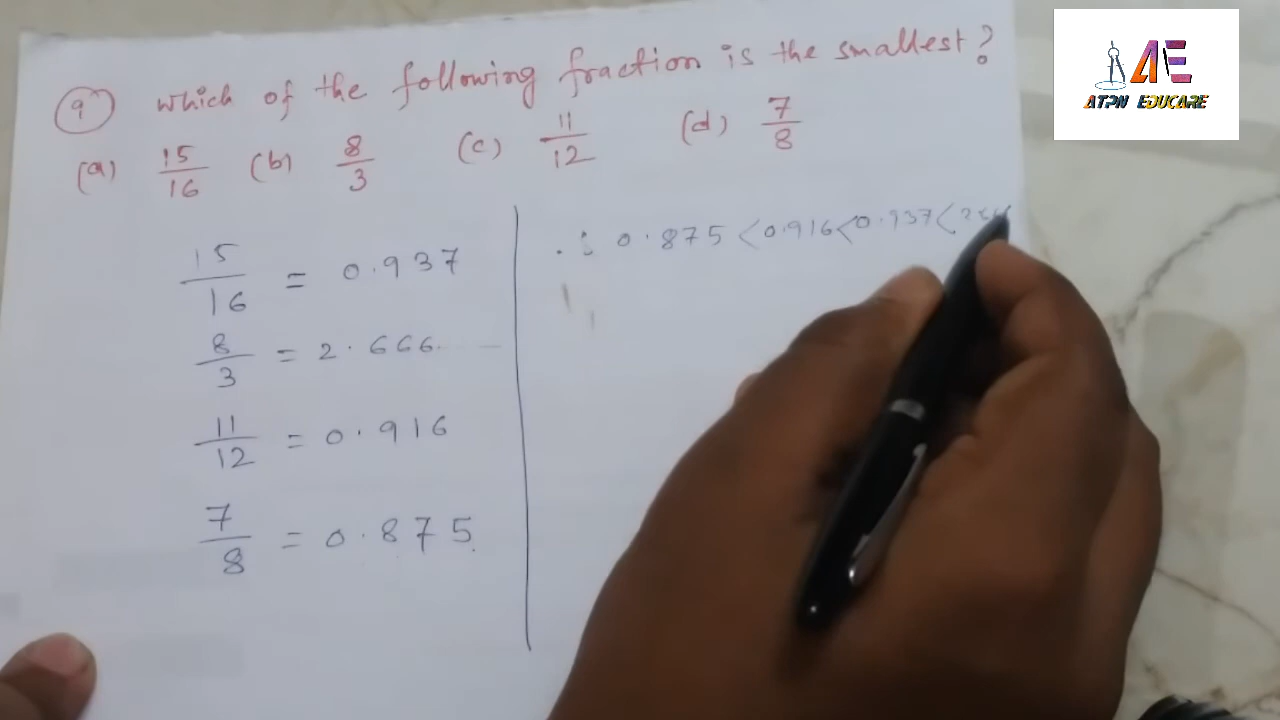 9 which of the following fraction is the smallest?
(a) 15/16 (b) 8/3 (c) 11/12 (d) 7/8
15/16 = 0.937
8/3 = 2.666
11/12 = 0.916
7/8 = 0.875
∴ 0.875 < 0.916 < 0.937 <
AE
ATPN EDUCARE